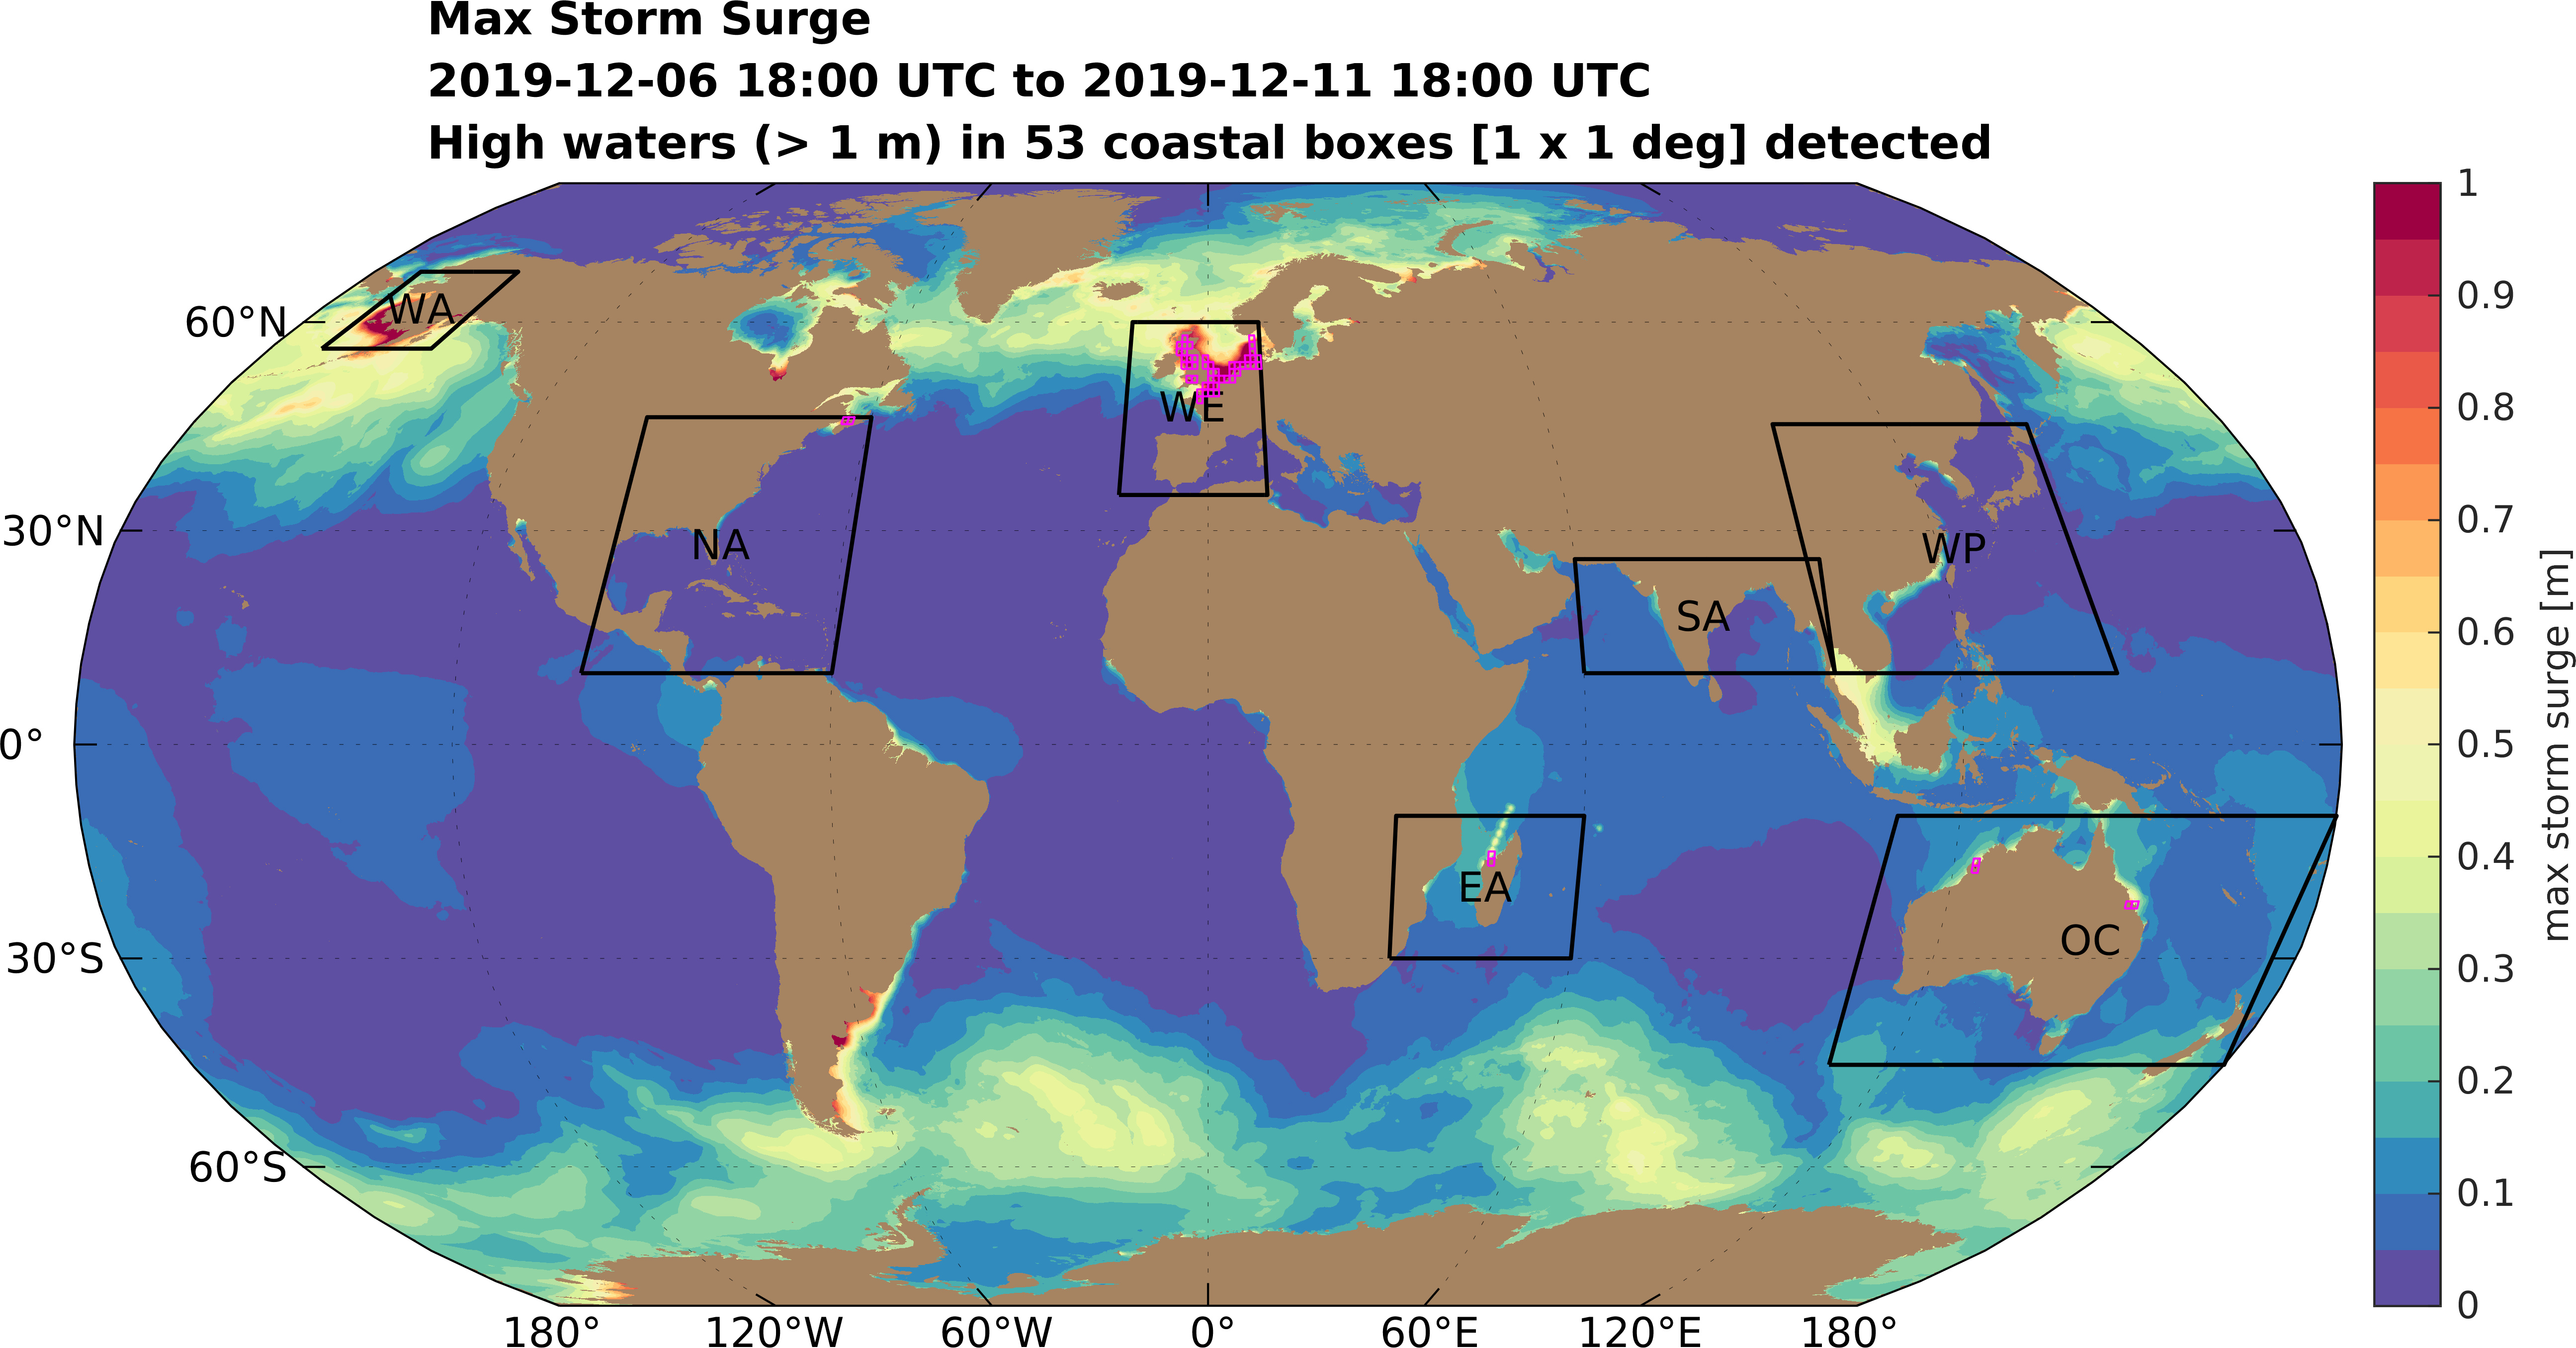 Max Storm Surge
2019-12-06 18:00 UTC to 2019-12-11 18:00 UTC
High waters (> 1 m) in 53 coastal boxes [1 x 1 deg] detected
60°N
30°N
0°
30°S
60°S
WA
WE
NA
WP
SA
EA
OC
180°
120°W
60°W
0°
60°E
120°E
180°
1
0.9
0.8
0.7
0.6
0.5
0.4
0.3
0.2
0.1
0
max storm surge [m]